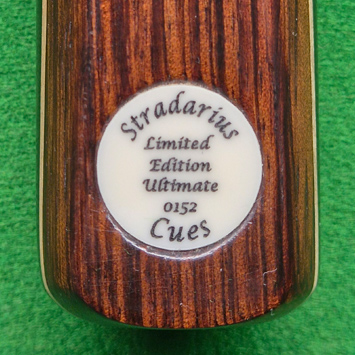 Stradarius
Limited
Edition
Ultimate
0152
Cues